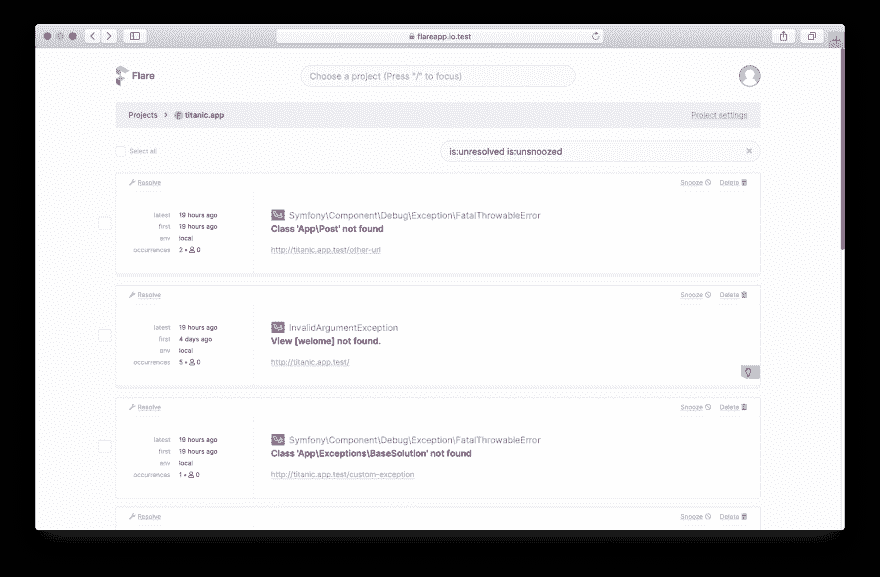 flareapp.io.test
Flare
Choose a project (Press "/" to focus)
Projects > titanic.app
Project settings
Select all
is:unresolved is:unsnoozed
Resolve
Snooze
Delete
latest 19 hours ago
first 19 hours ago
env local
occurrences 2 • 0
Symfony\Component\Debug\Exception\FatalThrowableError
Class 'App\Post' not found
http://titanic.app.test/other-url
Resolve
Snooze
Delete
latest 19 hours ago
first 4 days ago
env local
occurrences 5 • 0
InvalidArgumentException
View [welome] not found.
http://titanic.app.test/
Resolve
Snooze
Delete
latest 19 hours ago
first 19 hours ago
env local
occurrences 1 • 0
Symfony\Component\Debug\Exception\FatalThrowableError
Class 'App\Exceptions\BaseSolution' not found
http://titanic.app.test/custom-exception
Resolve
Snooze
Delete